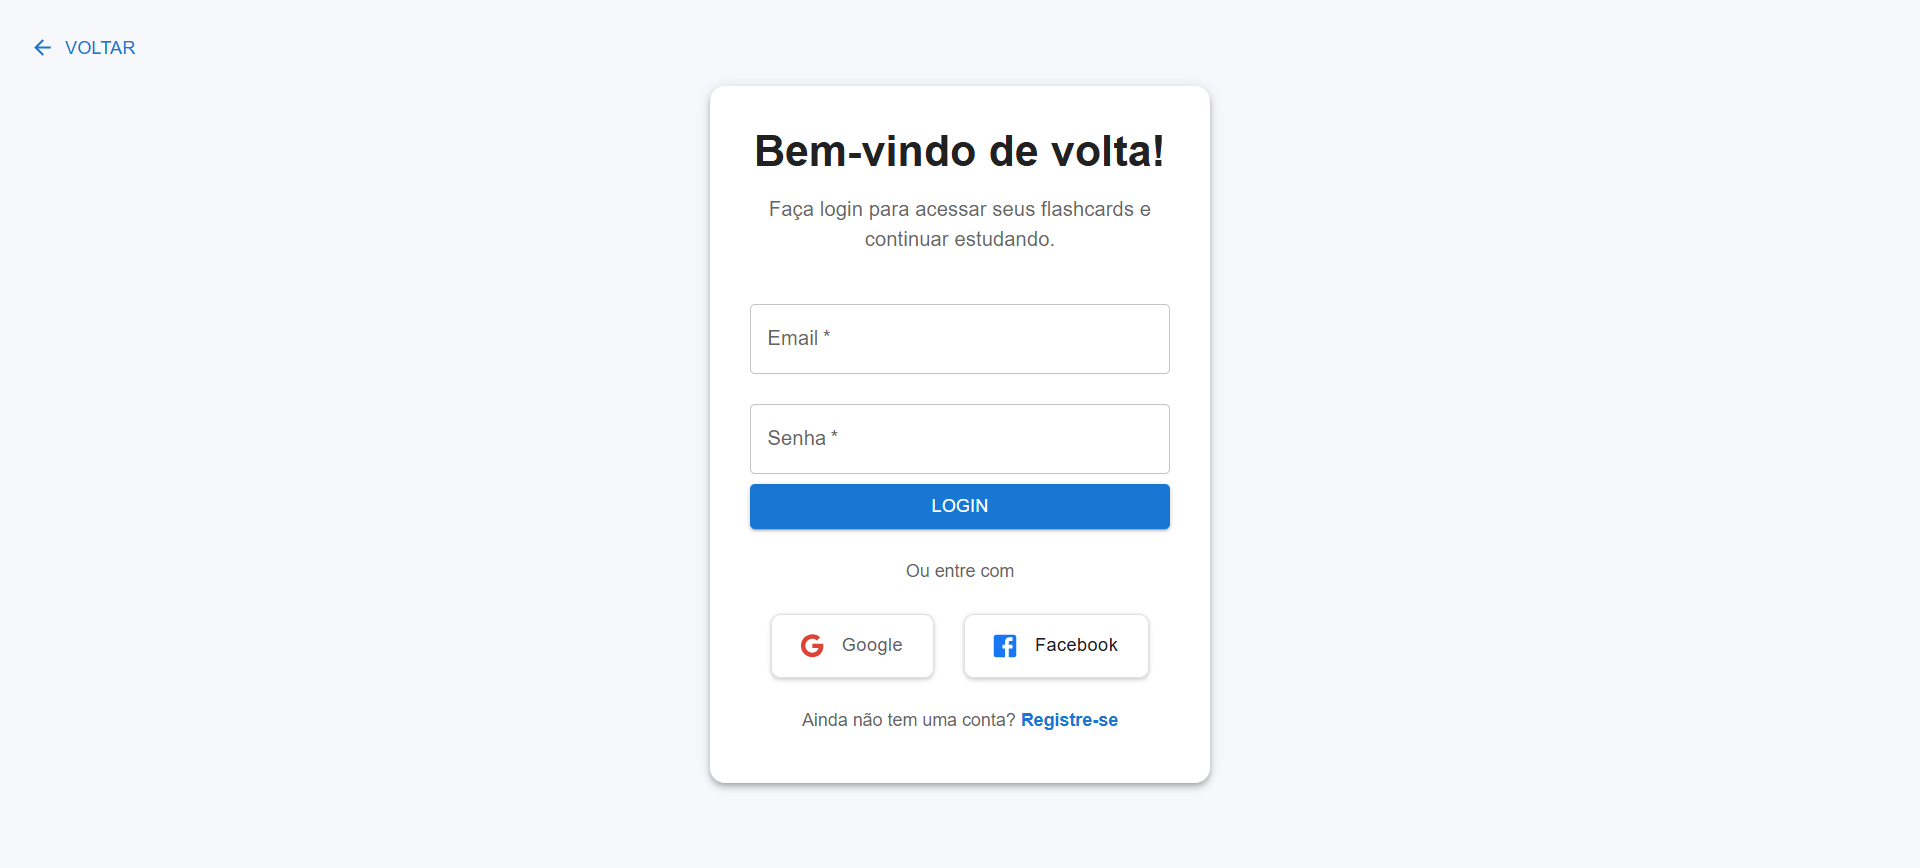 VOLTAR
Bem-vindo de volta!
Faça login para acessar seus flashcards e
continuar estudando.
Email *
Senha *
LOGIN
Ou entre com
Google
Facebook
Ainda não tem uma conta? Registre-se